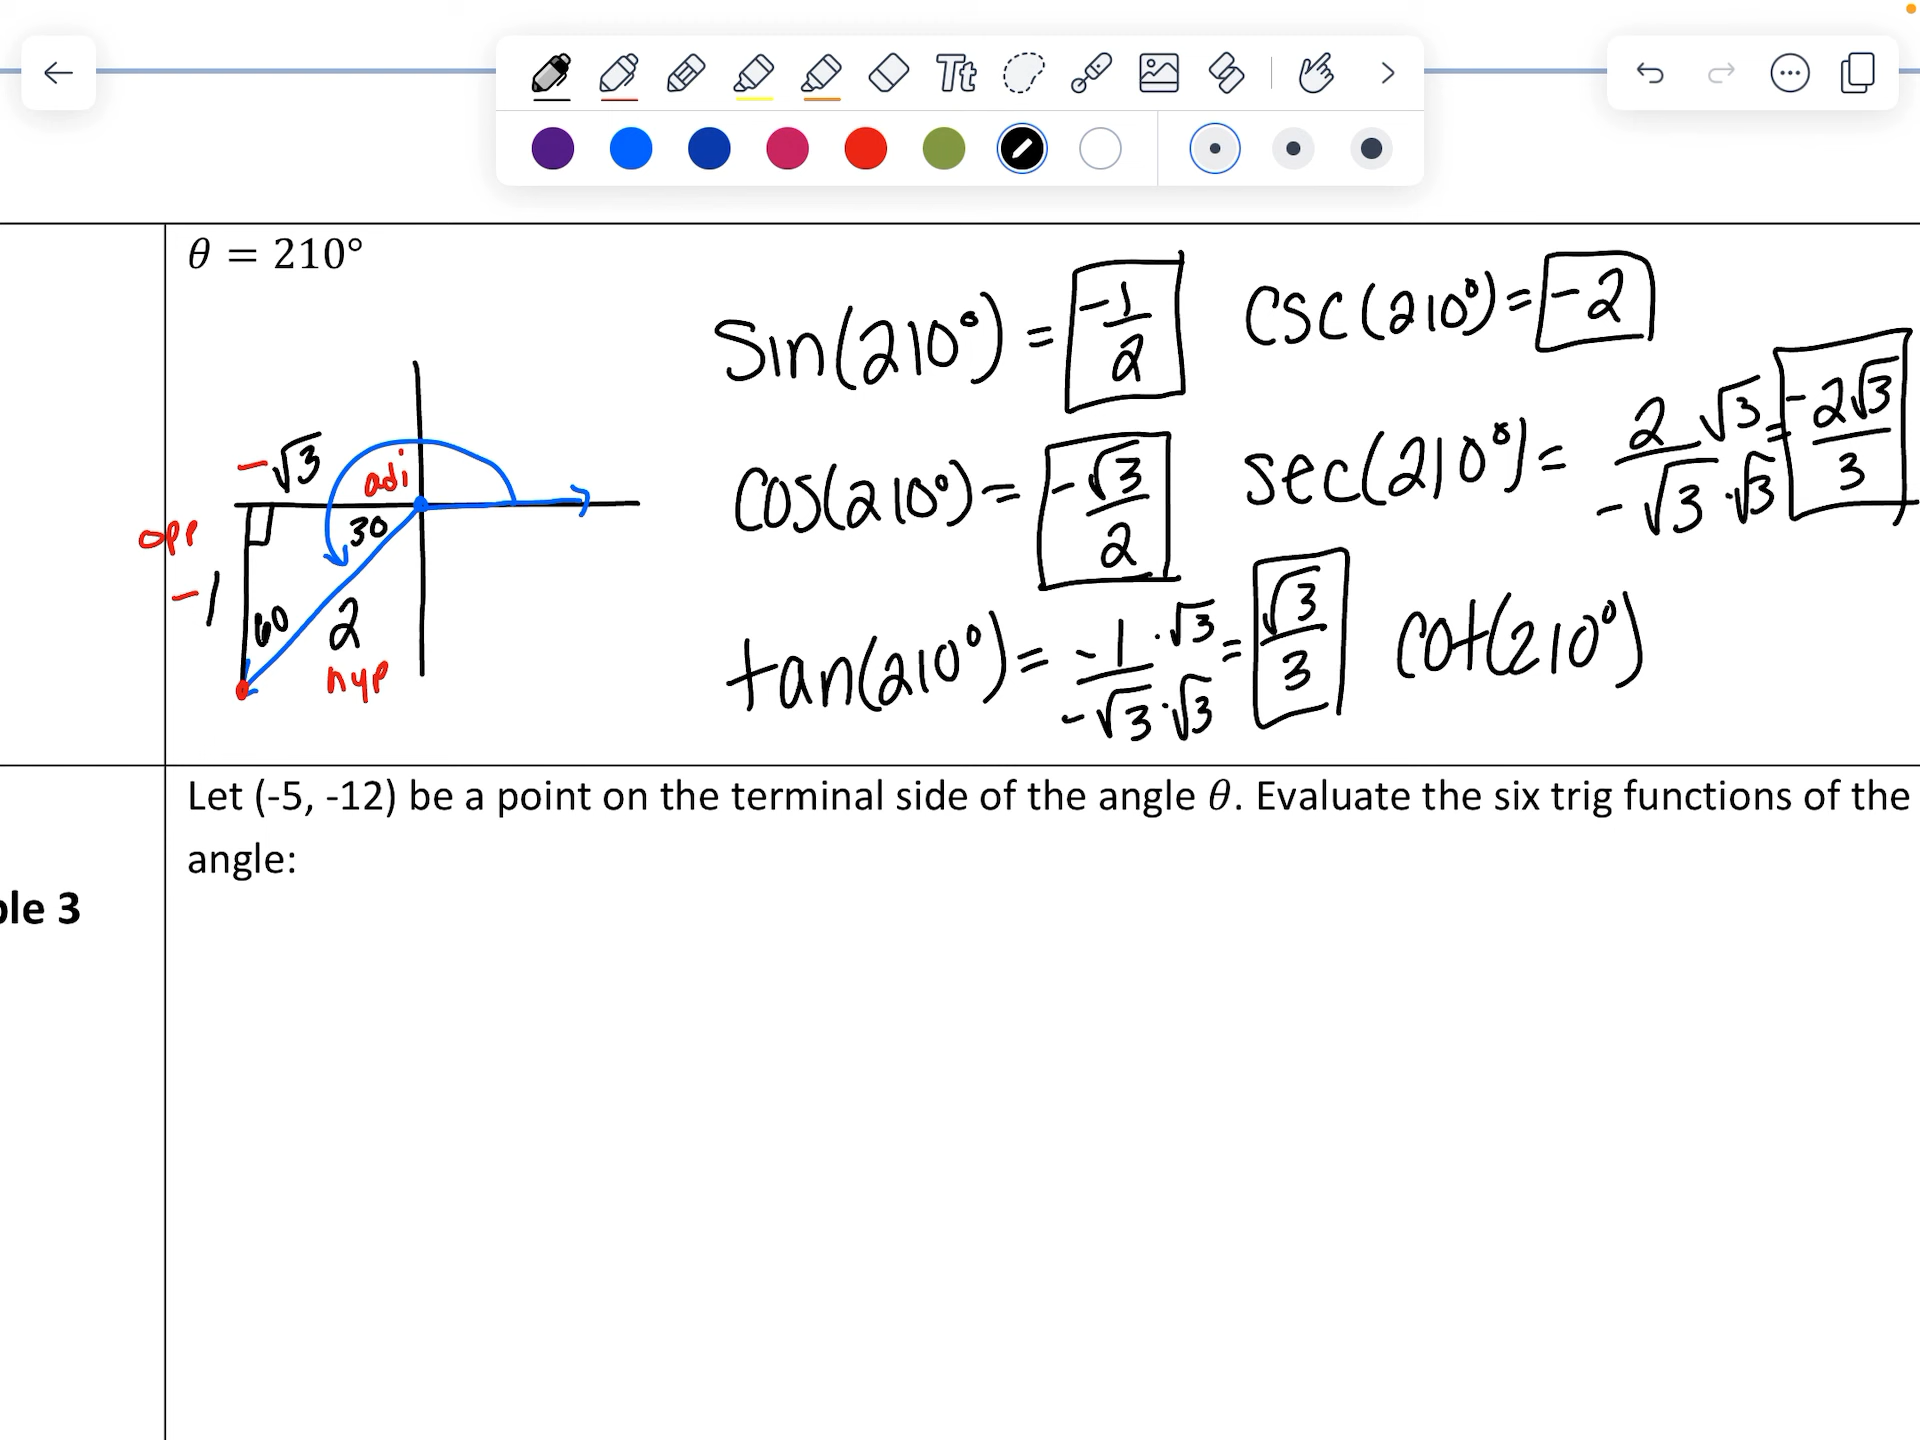 Tt
θ = 210°
sin(210°) = -1/2
csc(210°) = -2
-√3
adj
30
opp
-1
60
2
hyp
cos(210°) = -√3/2
sec(210°) = 2/-√3 · √3/√3 = -2√3/3
tan(210°) = -1/-√3 · √3/√3 = √3/3
cot(210°)
Let (-5, -12) be a point on the terminal side of the angle θ. Evaluate the six trig functions of the
angle:
ple 3